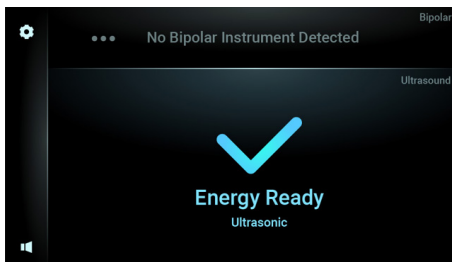 Bipolar
No Bipolar Instrument Detected
Ultrasound
Energy Ready
Ultrasonic